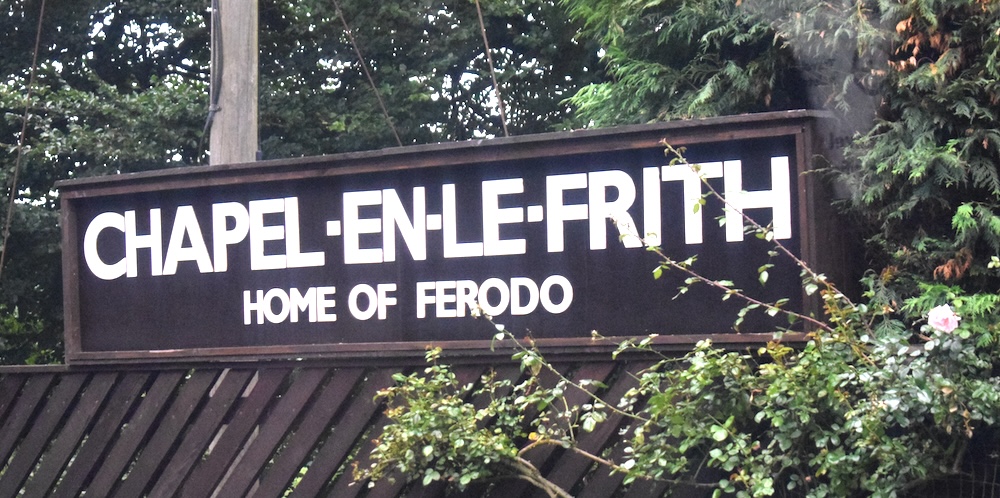 CHAPEL-EN-LE-FRITH
HOME OF FERODO